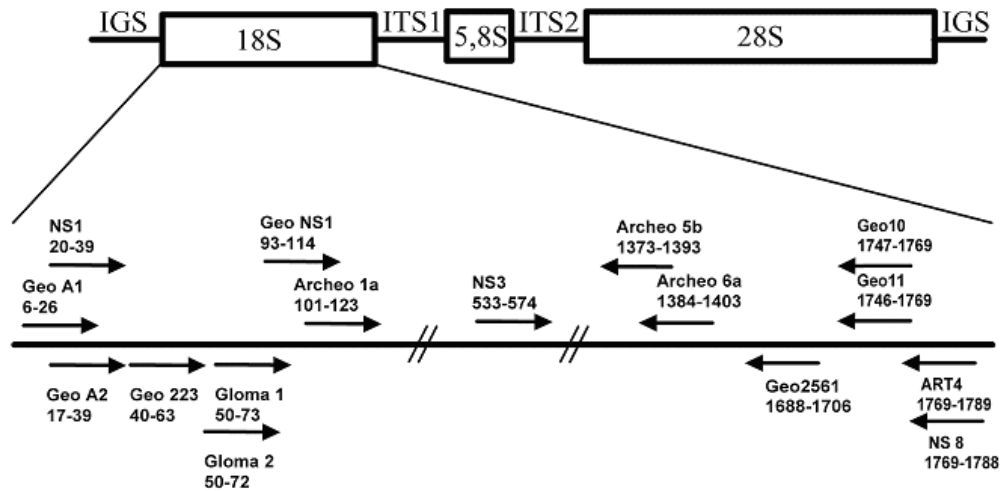 IGS
18S
ITS1
5,8S
ITS2
28S
IGS
NS1
20-39
Geo NS1
93-114
Archeo 5b
1373-1393
Geo10
1747-1769
Geo A1
6-26
Archeo 1a
101-123
NS3
533-574
Archeo 6a
1384-1403
Geo11
1746-1769
Geo A2
17-39
Geo 223
40-63
Gloma 1
50-73
Geo2561
1688-1706
ART4
1769-1789
Gloma 2
50-72
NS 8
1769-1788